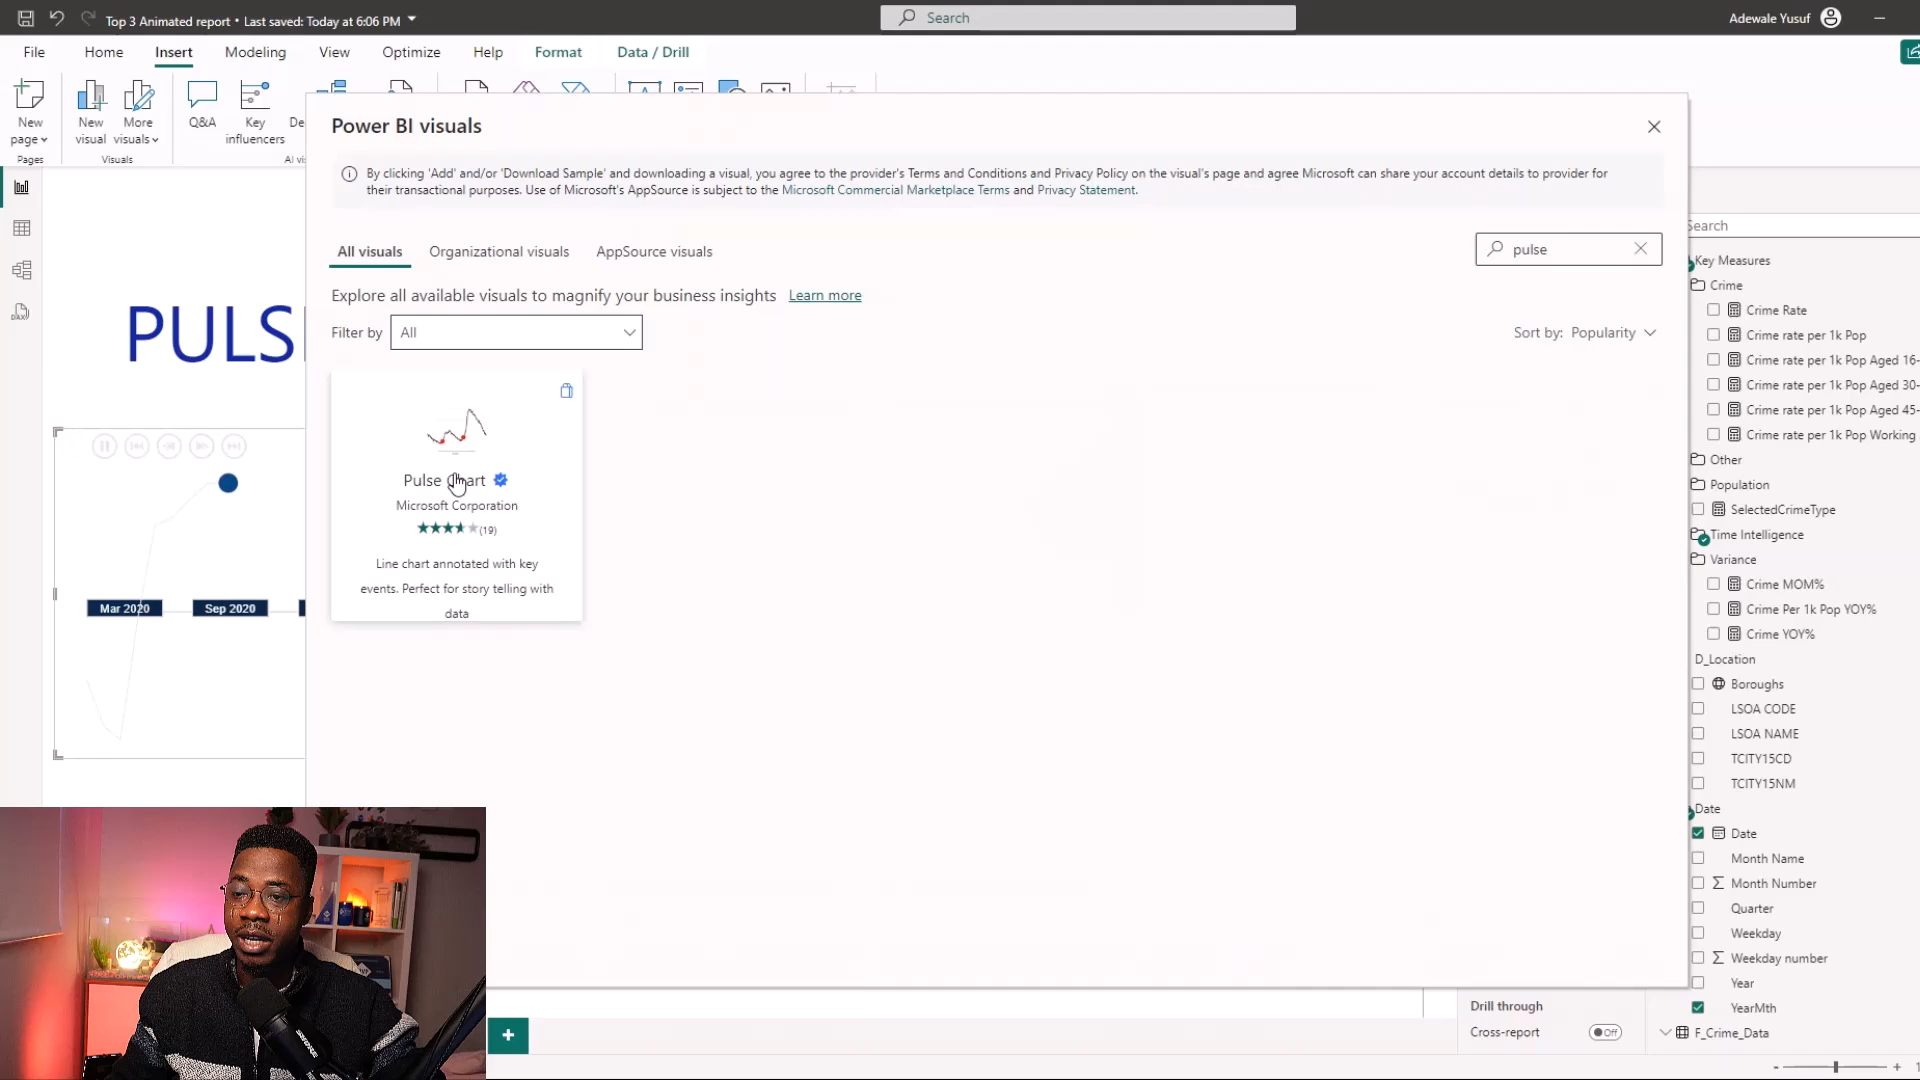 Top 3 Animated report • Last saved: Today at 6:06 PM
Search
Adewale Yusuf
File
Home
Insert
Modeling
View
Optimize
Help
Format
Data / Drill
New page
New visual
More visuals
Q&A
Key influencers
De
Pages
Visuals
AI vi
Power BI visuals
By clicking 'Add' and/or 'Download Sample' and downloading a visual, you agree to the provider's Terms and Conditions and Privacy Policy on the visual's page and agree Microsoft can share your account details to provider for
their transactional purposes. Use of Microsoft's AppSource is subject to the Microsoft Commercial Marketplace Terms and Privacy Statement.
All visuals
Organizational visuals
AppSource visuals
pulse
Explore all available visuals to magnify your business insights Learn more
Filter by All
Sort by: Popularity
Pulse Chart
Microsoft Corporation
(19)
Line chart annotated with key
events. Perfect for story telling with
data
PULS
Mar 2020
Sep 2020
Search
Key Measures
Crime
Crime Rate
Crime rate per 1k Pop
Crime rate per 1k Pop Aged 16-
Crime rate per 1k Pop Aged 30-
Crime rate per 1k Pop Aged 45-
Crime rate per 1k Pop Working
Other
Population
SelectedCrimeType
Time Intelligence
Variance
Crime MOM%
Crime Per 1k Pop YOY%
Crime YOY%
D_Location
Boroughs
LSOA CODE
LSOA NAME
TCITY15CD
TCITY15NM
Date
Date
Month Name
Month Number
Quarter
Weekday
Weekday number
Year
YearMth
F_Crime_Data
Drill through
Cross-report
Off
SHURE